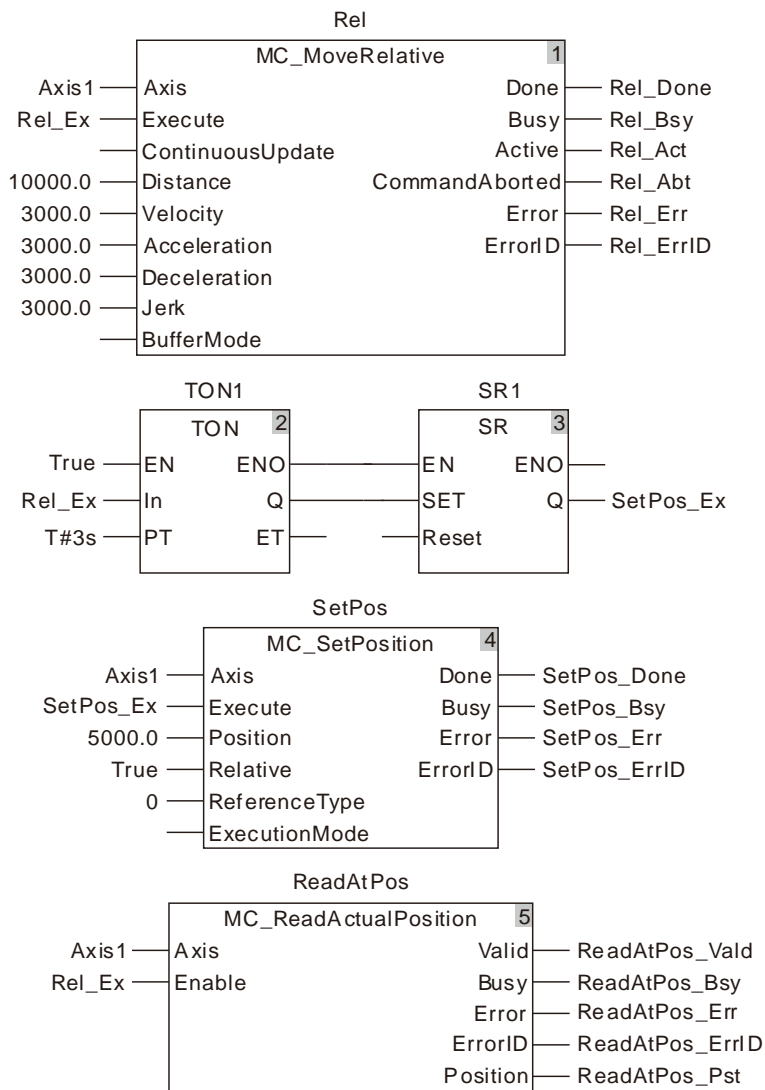 Rel
MC_MoveRelative 1
Axis1 Axis Done Rel_Done
Rel_Ex Execute Busy Rel_Bsy
ContinuousUpdate Active Rel_Act
10000.0 Distance CommandAborted Rel_Abt
3000.0 Velocity Error Rel_Err
3000.0 Acceleration ErrorID Rel_ErrID
3000.0 Deceleration
3000.0 Jerk
BufferMode
TON1 SR1
TON 2 SR 3
True EN ENO EN ENO
Rel_Ex In Q SET Q SetPos_Ex
T#3s PT ET Reset
SetPos
MC_SetPosition 4
Axis1 Axis Done SetPos_Done
SetPos_Ex Execute Busy SetPos_Bsy
5000.0 Position Error SetPos_Err
True Relative ErrorID SetPos_ErrID
0 ReferenceType
ExecutionMode
ReadAtPos
MC_ReadActualPosition 5
Axis1 Axis Valid ReadAtPos_Vald
Rel_Ex Enable Busy ReadAtPos_Bsy
Error ReadAtPos_Err
ErrorID ReadAtPos_ErrID
Position ReadAtPos_Pst